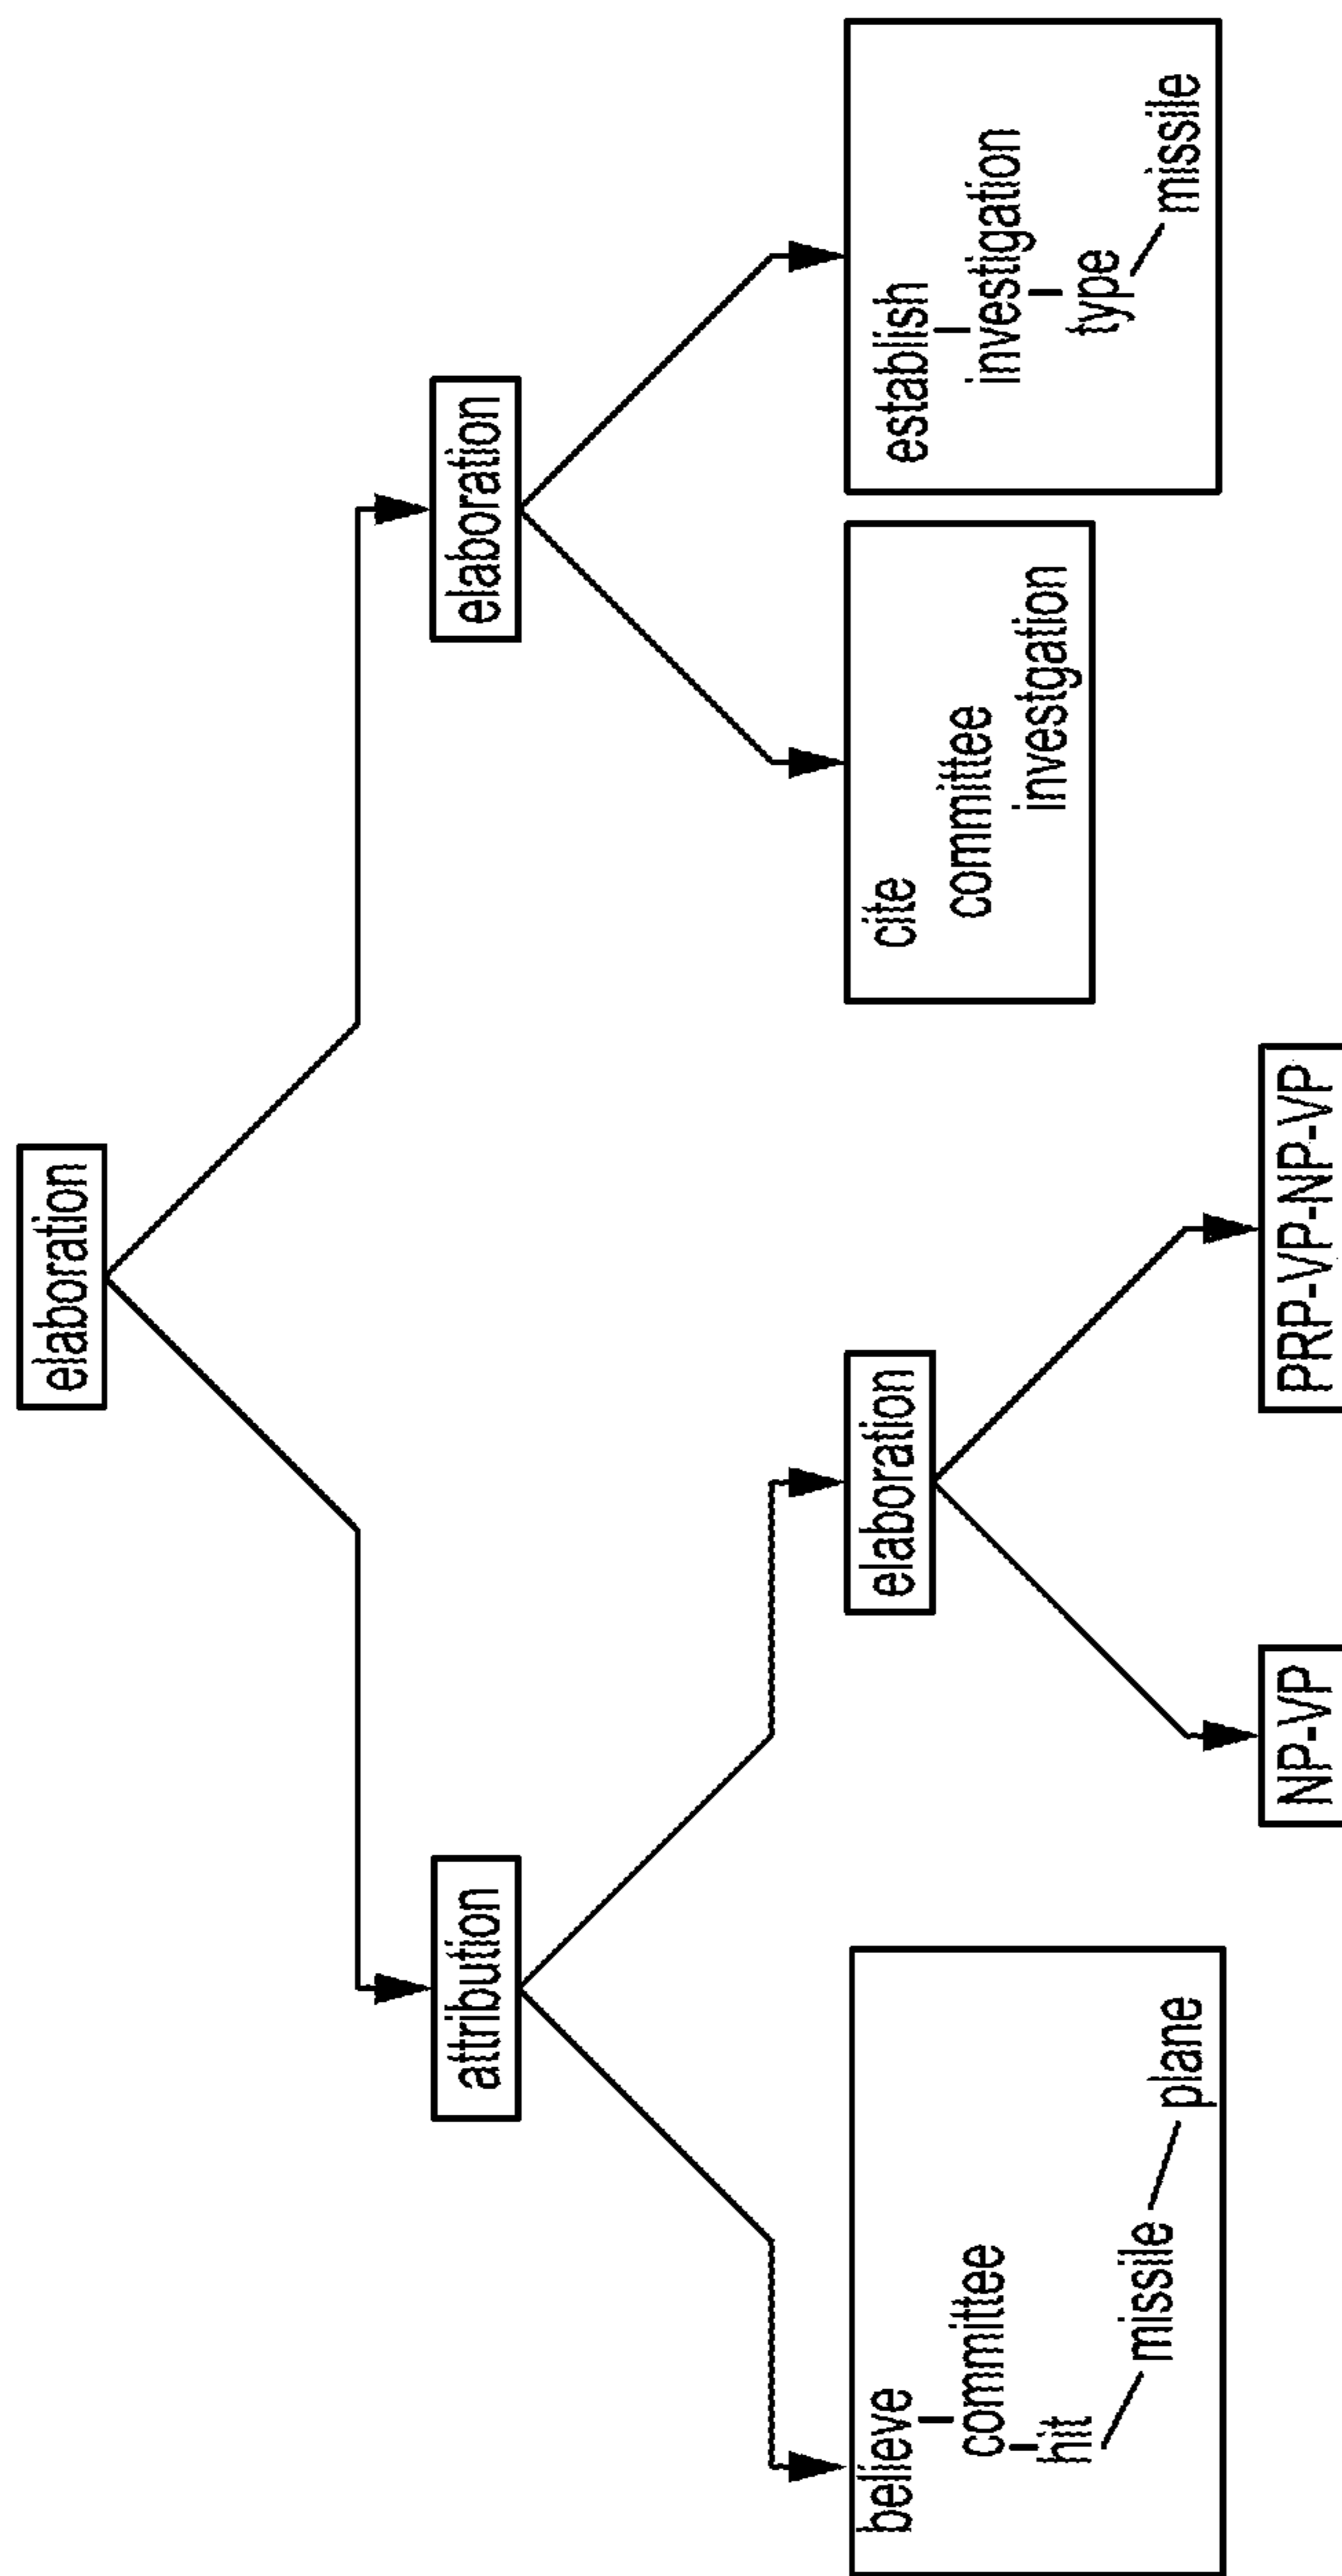 elaboration
attribution
elaboration
believe
committee
hit
missile
plane
elaboration
cite
committee
investgation
establish
investigation
type
missile
NP-VP
PRP-VP-NP-VP